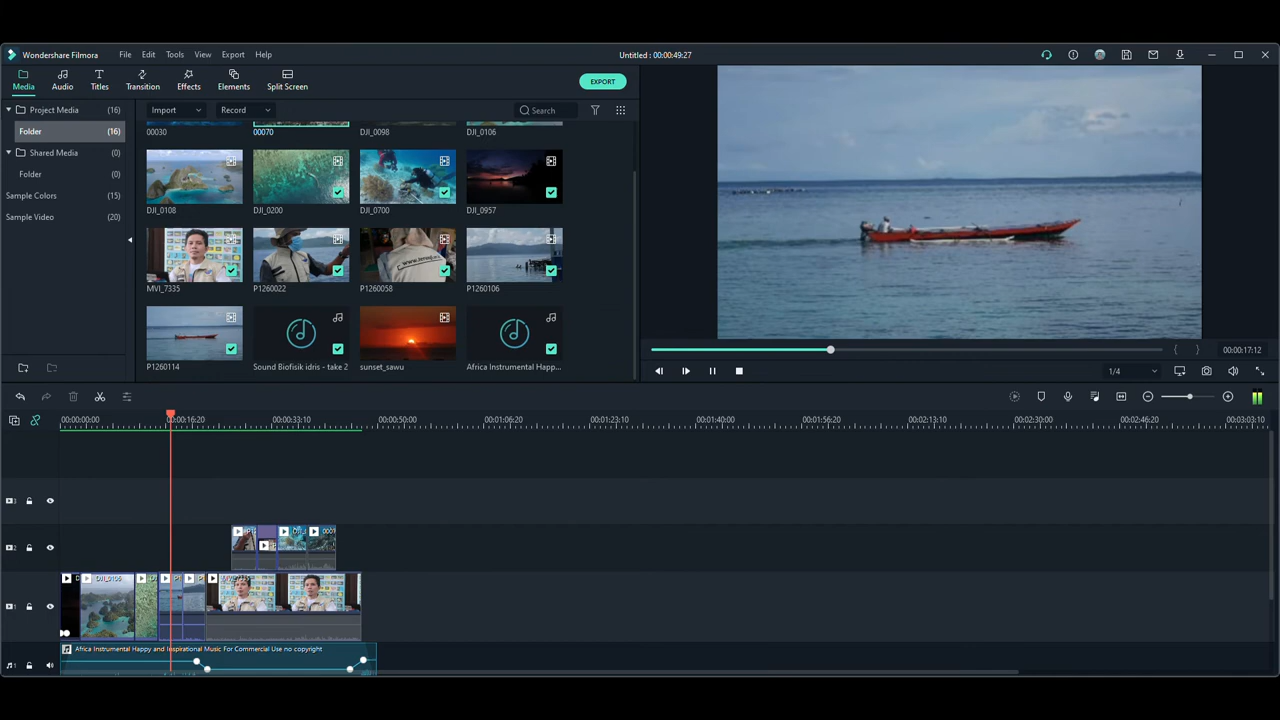 Wondershare Filmora File Edit Tools View Export Help Untitled : 00:00:49:27
Media Audio Titles Transition Effects Elements Split Screen EXPORT
Project Media (16) Import Record Search
Folder (16) 00030 00070 DJI_0098 DJI_0106
Shared Media (0)
Folder (0)
Sample Colors (15)
Sample Video (20)
DJI_0108 DJI_0200 DJI_0700 DJI_0957
MVI_7335 P1260022 P1260058 P1260106
P1260114 Sound Biofisik idris - take 2 sunset_sawu Africa Instrumental Happ...
00:00:17:12
1/4
00:00:00:00 00:00:16:20 00:00:33:10 00:00:50:00 00:01:06:20 00:01:23:10 00:01:40:00 00:01:56:20 00:02:13:10 00:02:30:00 00:02:46:20 00:03:03:10
3
2
1 DJI_0106 MVI_7335
Africa Instrumental Happy and Inspirational Music For Commercial Use no copyright
1